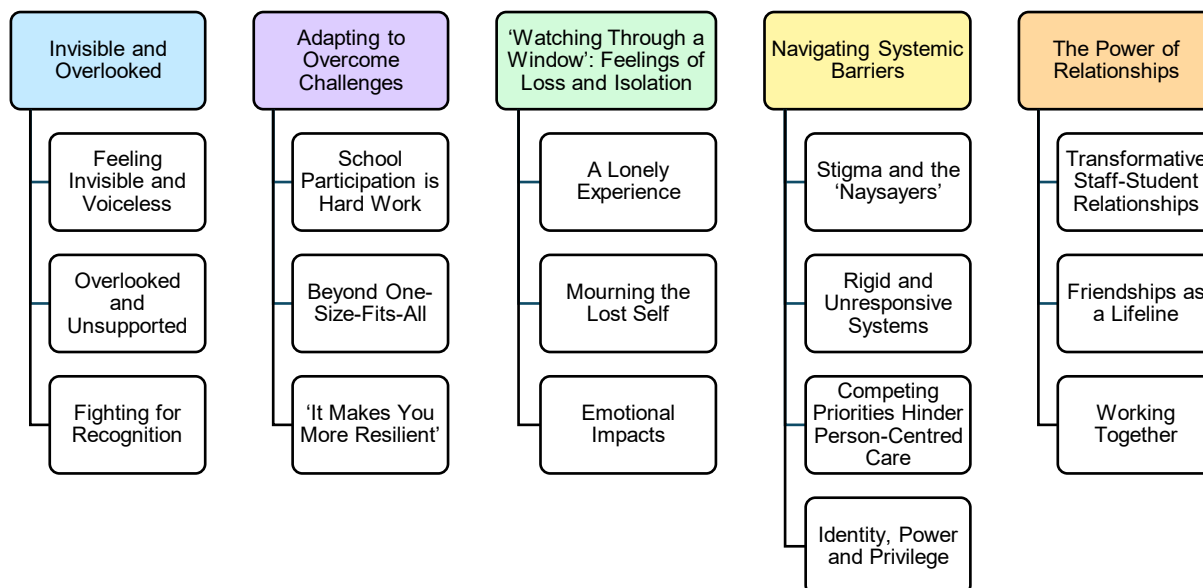 Invisible and
Overlooked
Feeling
Invisible and
Voiceless
Overlooked
and
Unsupported
Fighting for
Recognition
Adapting to
Overcome
Challenges
School
Participation is
Hard Work
Beyond One-
Size-Fits-All
‘It Makes You
More Resilient’
‘Watching Through a
Window’: Feelings of
Loss and Isolation
A Lonely
Experience
Mourning the
Lost Self
Emotional
Impacts
Navigating Systemic
Barriers
Stigma and the
‘Naysayers’
Rigid and
Unresponsive
Systems
Competing
Priorities Hinder
Person-Centred
Care
Identity, Power
and Privilege
The Power of
Relationships
Transformative
Staff-Student
Relationships
Friendships as
a Lifeline
Working
Together